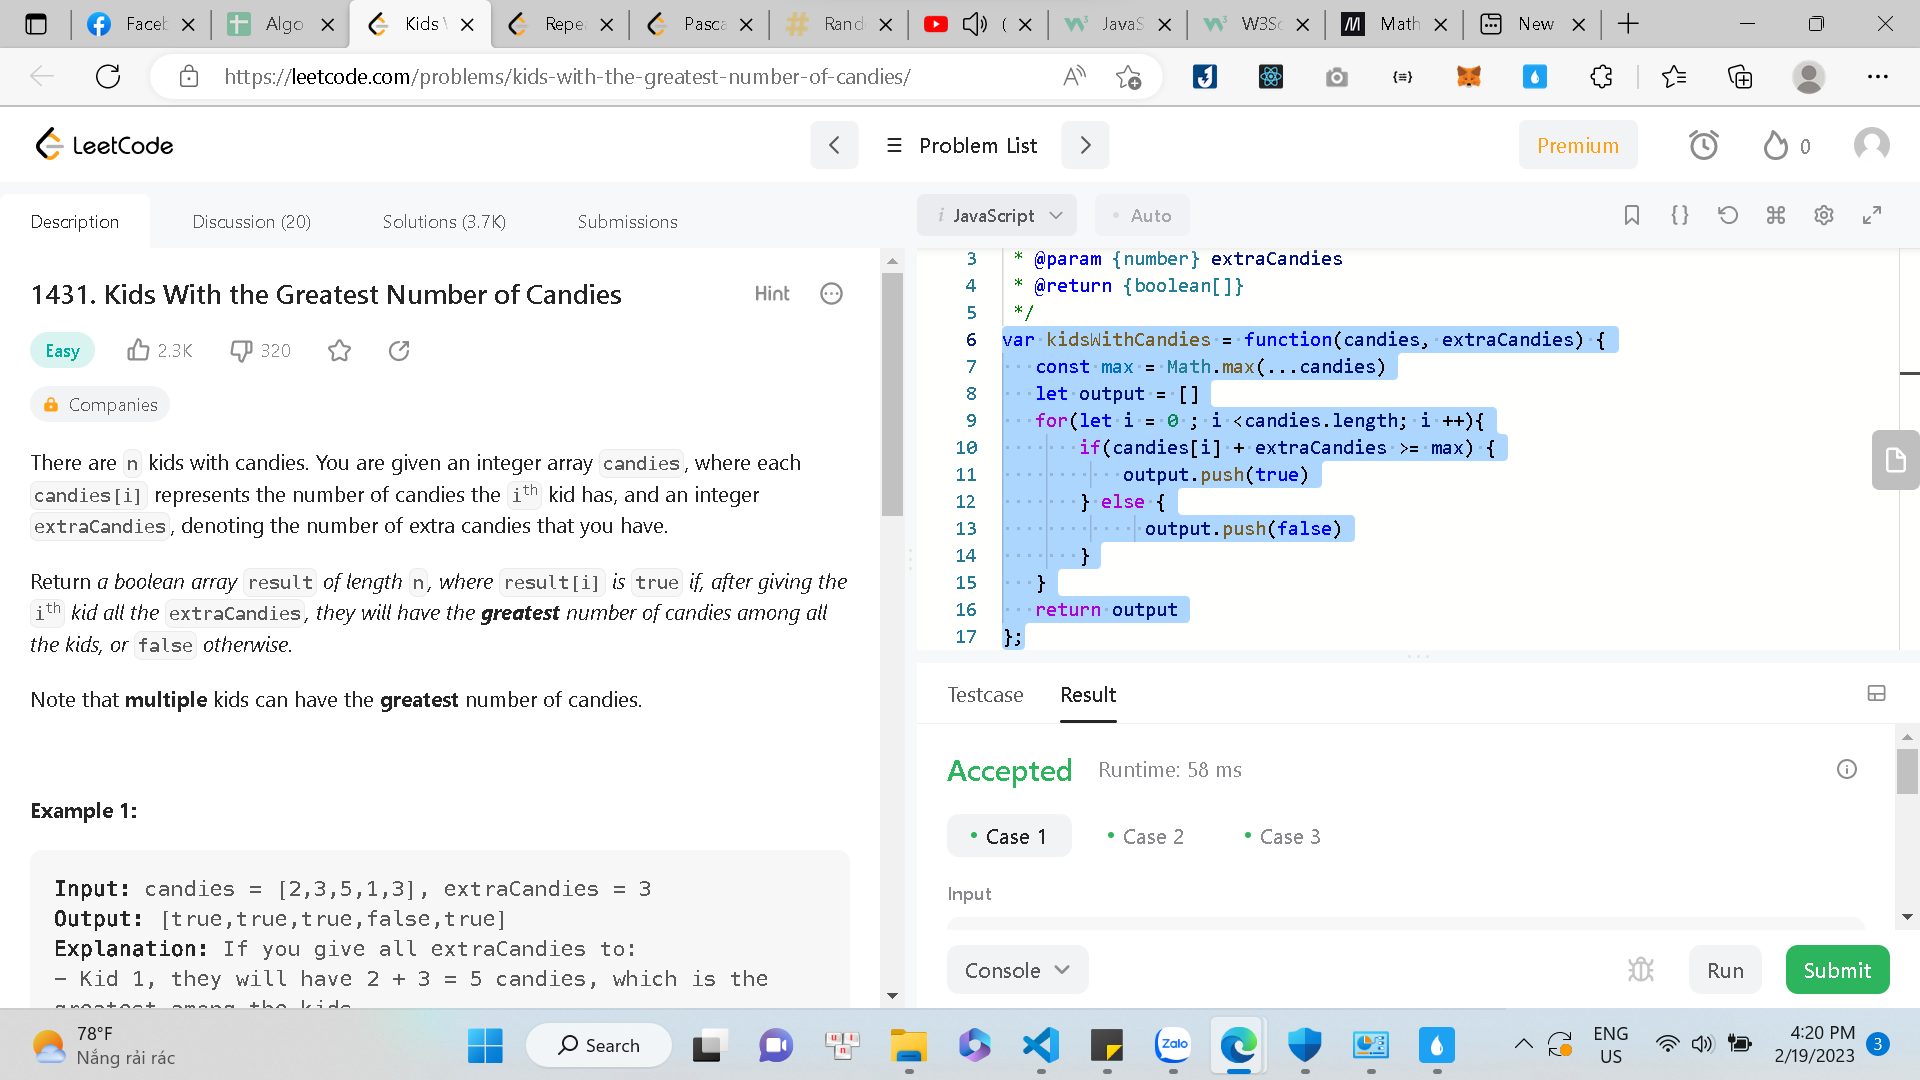 Faceb
Algo
Kids W
Repe
Pasca
Rand
(
JavaS
W3Sc
Math
New
https://leetcode.com/problems/kids-with-the-greatest-number-of-candies/
LeetCode
Problem List
Premium
0
Description
Discussion (20)
Solutions (3.7K)
Submissions
i JavaScript
• Auto
1431. Kids With the Greatest Number of Candies
Hint
Easy
2.3K
320
Companies
There are n kids with candies. You are given an integer array candies, where each
candies[i] represents the number of candies the ith kid has, and an integer
extraCandies, denoting the number of extra candies that you have.
Return a boolean array result of length n, where result[i] is true if, after giving the
ith kid all the extraCandies, they will have the greatest number of candies among all
the kids, or false otherwise.
Note that multiple kids can have the greatest number of candies.
Example 1:
Input: candies = [2,3,5,1,3], extraCandies = 3
Output: [true,true,true,false,true]
Explanation: If you give all extraCandies to:
- Kid 1, they will have 2 + 3 = 5 candies, which is the
greatest among the kids.
3 * @param {number} extraCandies
4 * @return {boolean[]}
5 */
6 var kidsWithCandies = function(candies, extraCandies) {
7 const max = Math.max(...candies)
8 let output = []
9 for(let i = 0 ; i <candies.length; i ++){
10 if(candies[i] + extraCandies >= max) {
11 output.push(true)
12 } else {
13 output.push(false)
14 }
15 }
16 return output
17 };
Testcase
Result
Accepted
Runtime: 58 ms
• Case 1
• Case 2
• Case 3
Input
Console
Run
Submit
78°F
Nắng rải rác
Search
Zalo
ENG
US
4:20 PM
2/19/2023
3